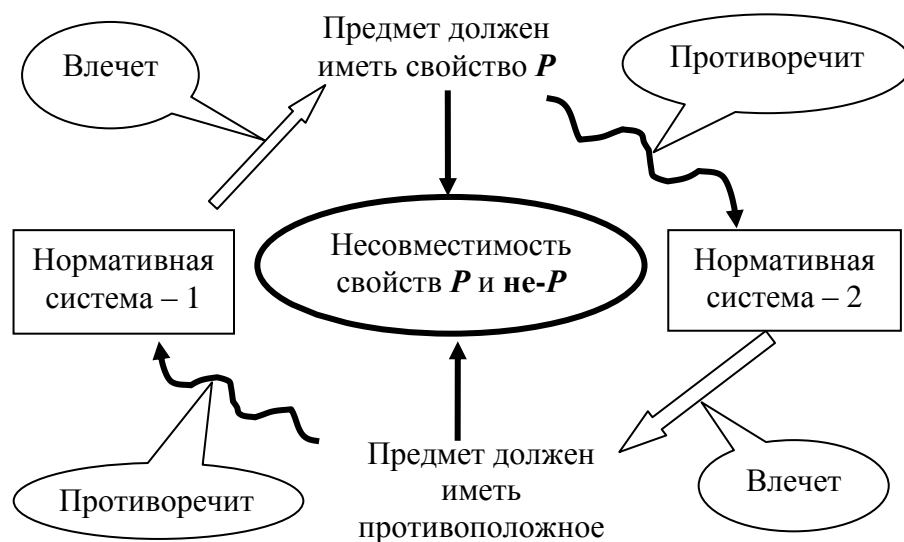 Влечет
Предмет должен
иметь свойство P
Противоречит
Нормативная
система – 1
Несовместимость
свойств P и не-P
Нормативная
система – 2
Противоречит
Предмет должен
иметь
противоположное
Влечет